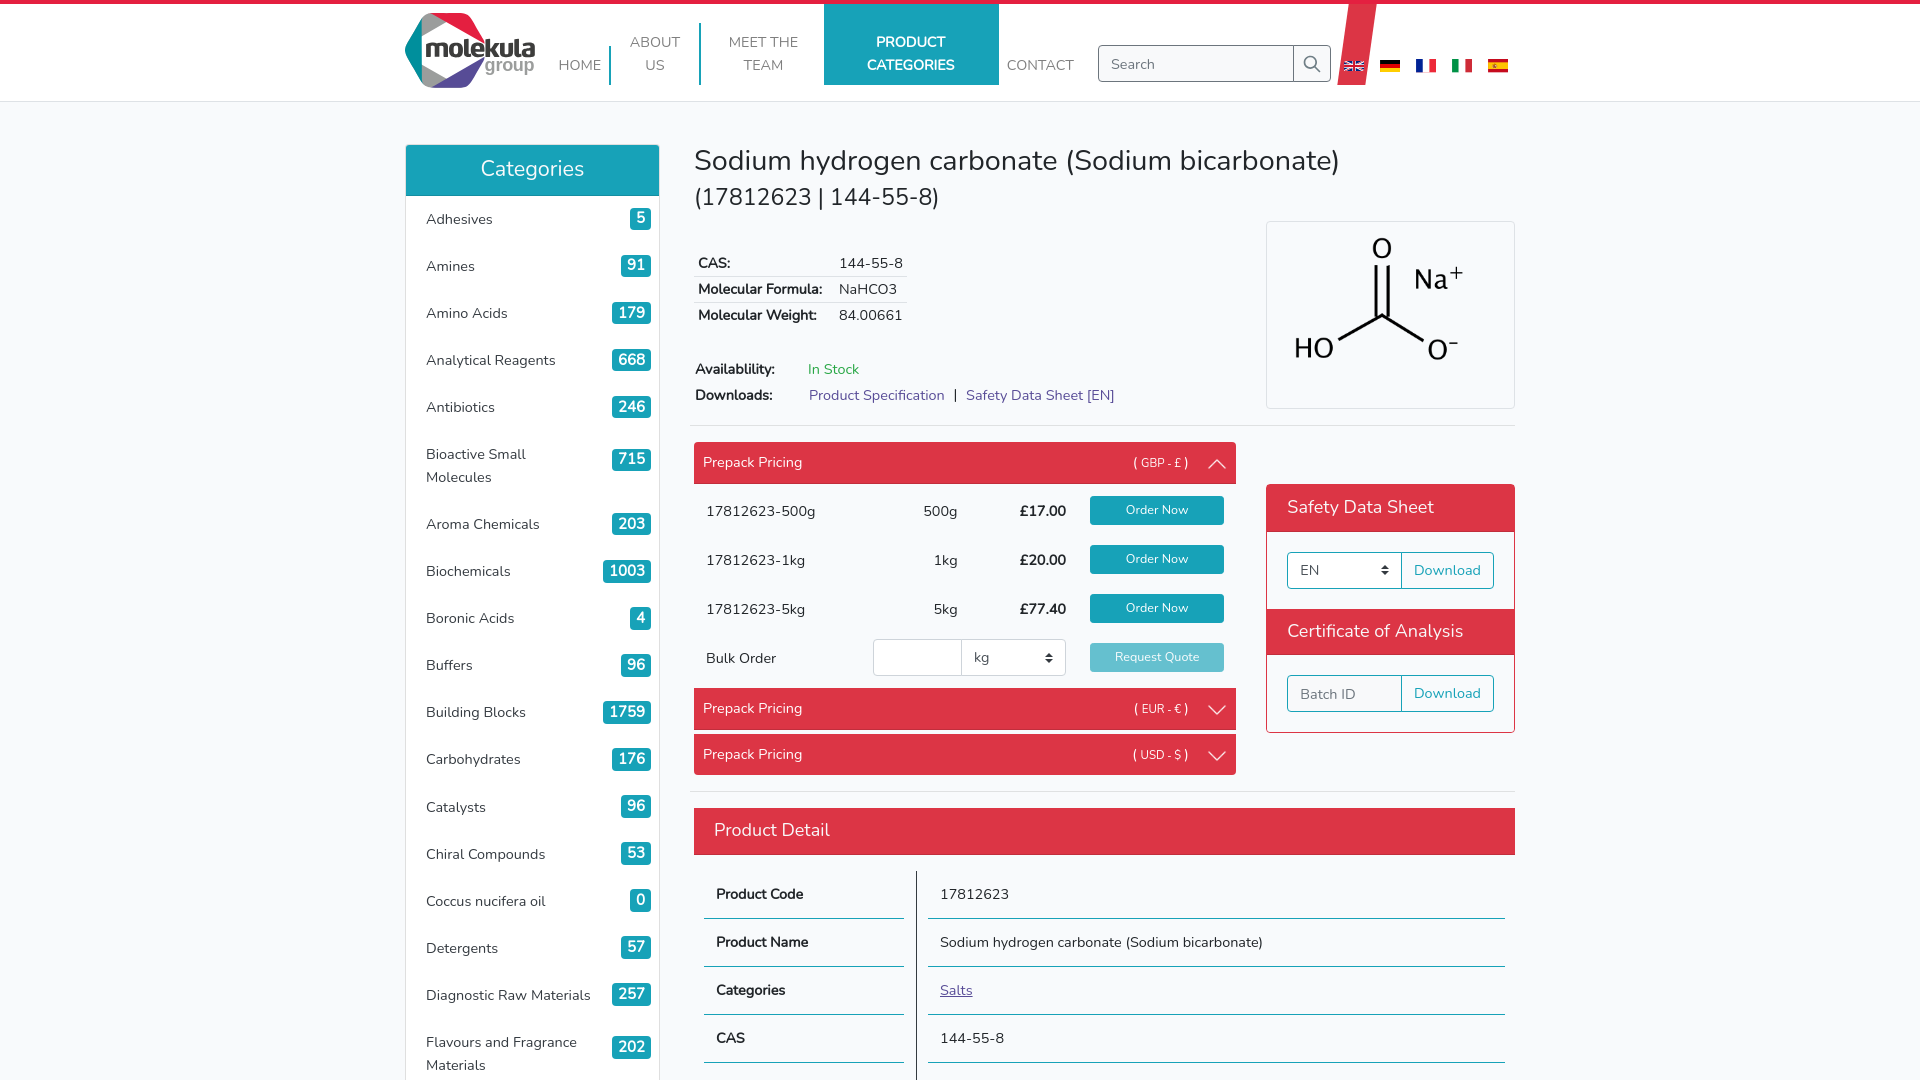 molekula
group
HOME
ABOUT
US
MEET THE
TEAM
PRODUCT
CATEGORIES
CONTACT
Search
Categories
Adhesives 5
Amines 91
Amino Acids 179
Analytical Reagents 668
Antibiotics 246
Bioactive Small
Molecules 715
Aroma Chemicals 203
Biochemicals 1003
Boronic Acids 4
Buffers 96
Building Blocks 1759
Carbohydrates 176
Catalysts 96
Chiral Compounds 53
Coccus nucifera oil 0
Detergents 57
Diagnostic Raw Materials 257
Flavours and Fragrance
Materials 202
Sodium hydrogen carbonate (Sodium bicarbonate)
(17812623 | 144-55-8)
CAS: 144-55-8
Molecular Formula: NaHCO3
Molecular Weight: 84.00661
Availablility: In Stock
Downloads: Product Specification | Safety Data Sheet [EN]
O
Na+
HO
O−
Prepack Pricing ( GBP - £ )
17812623-500g 500g £17.00 Order Now
17812623-1kg 1kg £20.00 Order Now
17812623-5kg 5kg £77.40 Order Now
Bulk Order kg Request Quote
Prepack Pricing ( EUR - € )
Prepack Pricing ( USD - $ )
Safety Data Sheet
EN Download
Certificate of Analysis
Batch ID Download
Product Detail
Product Code 17812623
Product Name Sodium hydrogen carbonate (Sodium bicarbonate)
Categories Salts
CAS 144-55-8